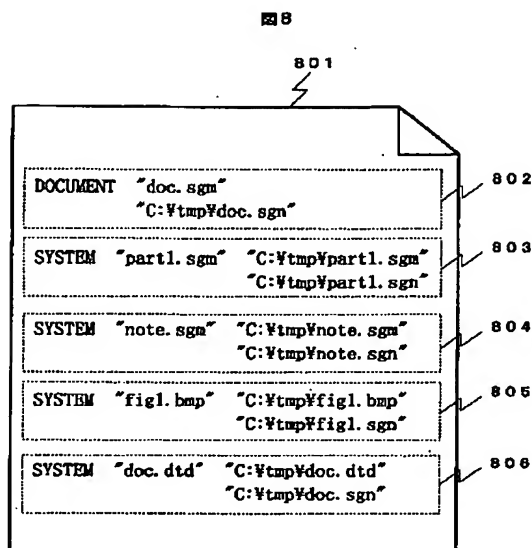 図8
801
DOCUMENT "doc.sgm"
"C:¥tmp¥doc.sgn"
802
SYSTEM "part1.sgm" "C:¥tmp¥part1.sgm"
"C:¥tmp¥part1.sgn"
803
SYSTEM "note.sgm" "C:¥tmp¥note.sgm"
"C:¥tmp¥note.sgn"
804
SYSTEM "fig1.bmp" "C:¥tmp¥fig1.bmp"
"C:¥tmp¥fig1.sgn"
805
SYSTEM "doc.dtd" "C:¥tmp¥doc.dtd"
"C:¥tmp¥doc.sgn"
806